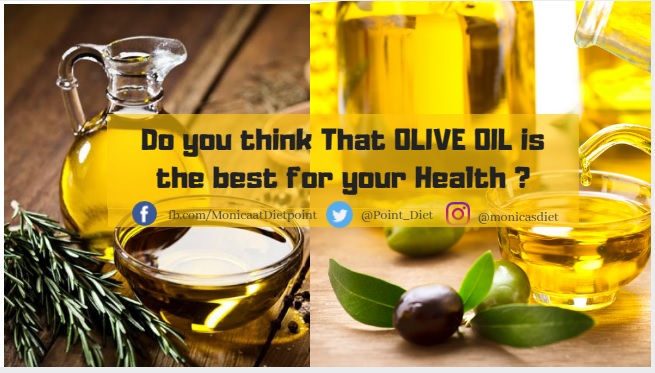 Do you think That OLIVE OIL is
the best for your Health ?
fb.com/MonicaatDietpoint @Point_Diet @monicasdiet